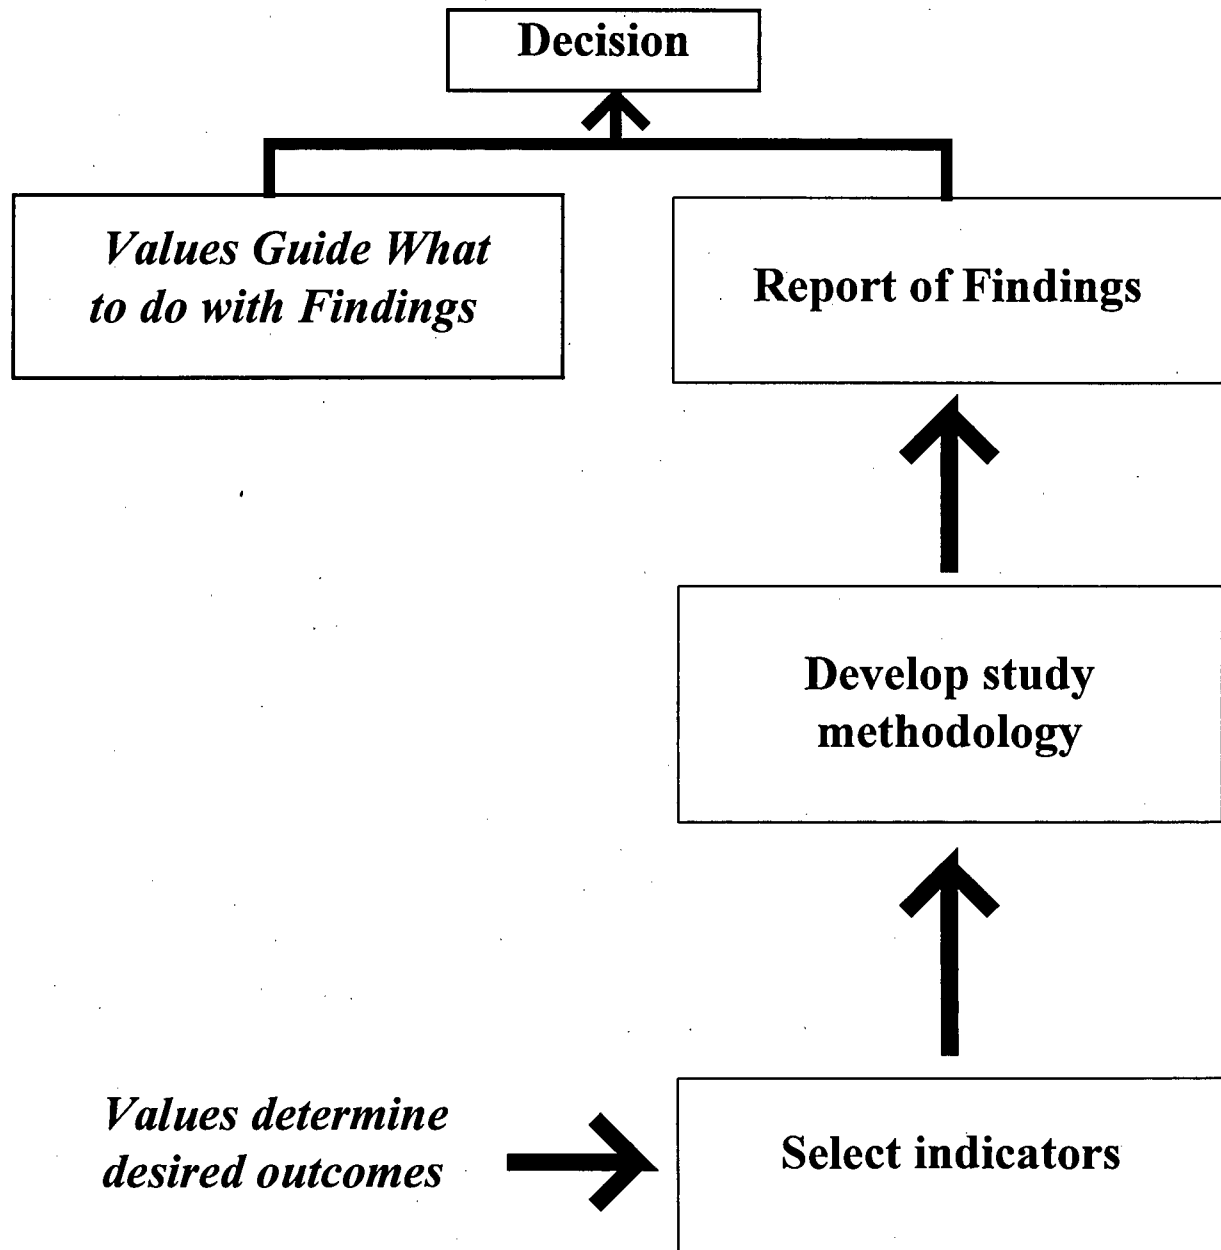 Decision
Values Guide What
to do with Findings
Report of Findings
Develop study
methodology
Values determine
desired outcomes
Select indicators